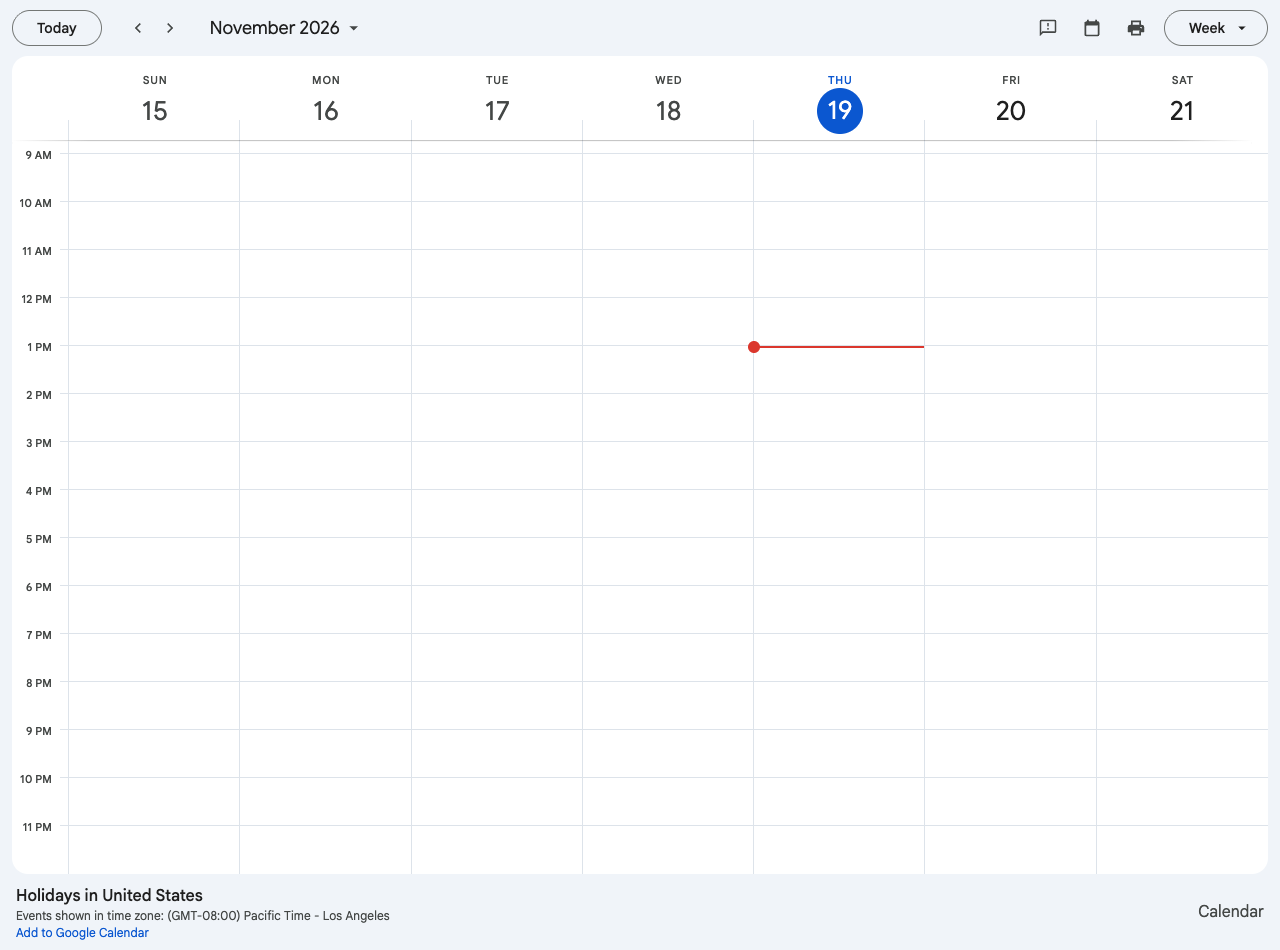 Today
November 2026
Week
SUN MON TUE WED THU FRI SAT
15 16 17 18 19 20 21
9 AM
10 AM
11 AM
12 PM
1 PM
2 PM
3 PM
4 PM
5 PM
6 PM
7 PM
8 PM
9 PM
10 PM
11 PM
Holidays in United States
Events shown in time zone: (GMT-08:00) Pacific Time - Los Angeles
Add to Google Calendar
Calendar